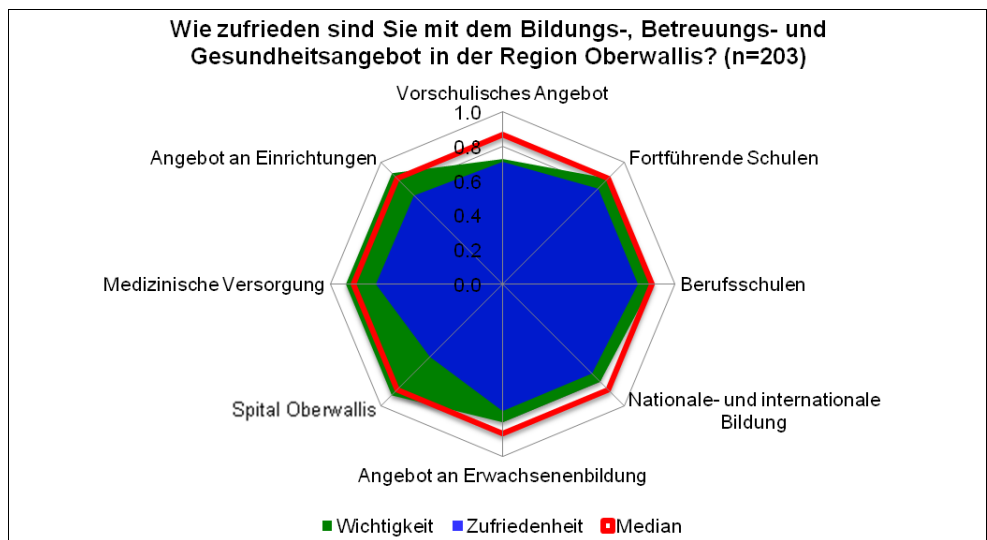 Wie zufrieden sind Sie mit dem Bildungs-, Betreuungs- und
Gesundheitsangebot in der Region Oberwallis? (n=203)
Vorschulisches Angebot
1.0
0.8
0.6
0.4
0.2
0.0
Angebot an Einrichtungen
Fortführende Schulen
Medizinische Versorgung
Berufsschulen
Spital Oberwallis
Nationale- und internationale
Bildung
Angebot an Erwachsenenbildung
Wichtigkeit
Zufriedenheit
Median